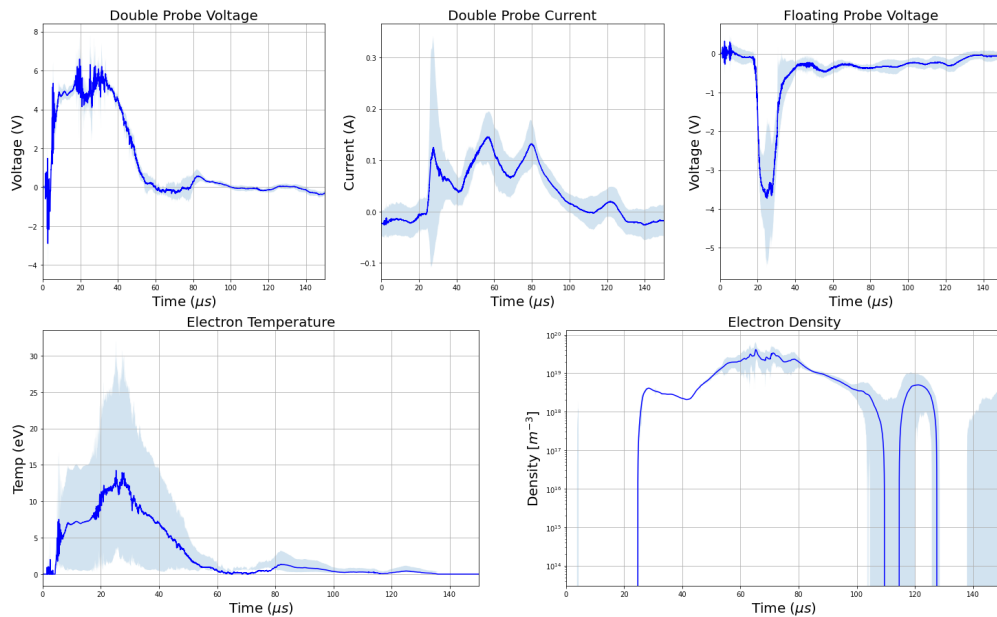 Double Probe Voltage
8
6
4
2
0
−2
−4
Voltage (V)
0 20 40 60 80 100 120 140
Time (μs)
Double Probe Current
0.3
0.2
0.1
0.0
−0.1
Current (A)
0 20 40 60 80 100 120 140
Time (μs)
Floating Probe Voltage
0
−1
−2
−3
−4
−5
Voltage (V)
0 20 40 60 80 100 120 140
Time (μs)
Electron Temperature
30
25
20
15
10
5
0
Temp (eV)
0 20 40 60 80 100 120 140
Time (μs)
Electron Density
10²⁰
10¹⁹
10¹⁸
10¹⁷
10¹⁶
10¹⁵
10¹⁴
Density [m⁻³]
0 20 40 60 80 100 120 140
Time (μs)